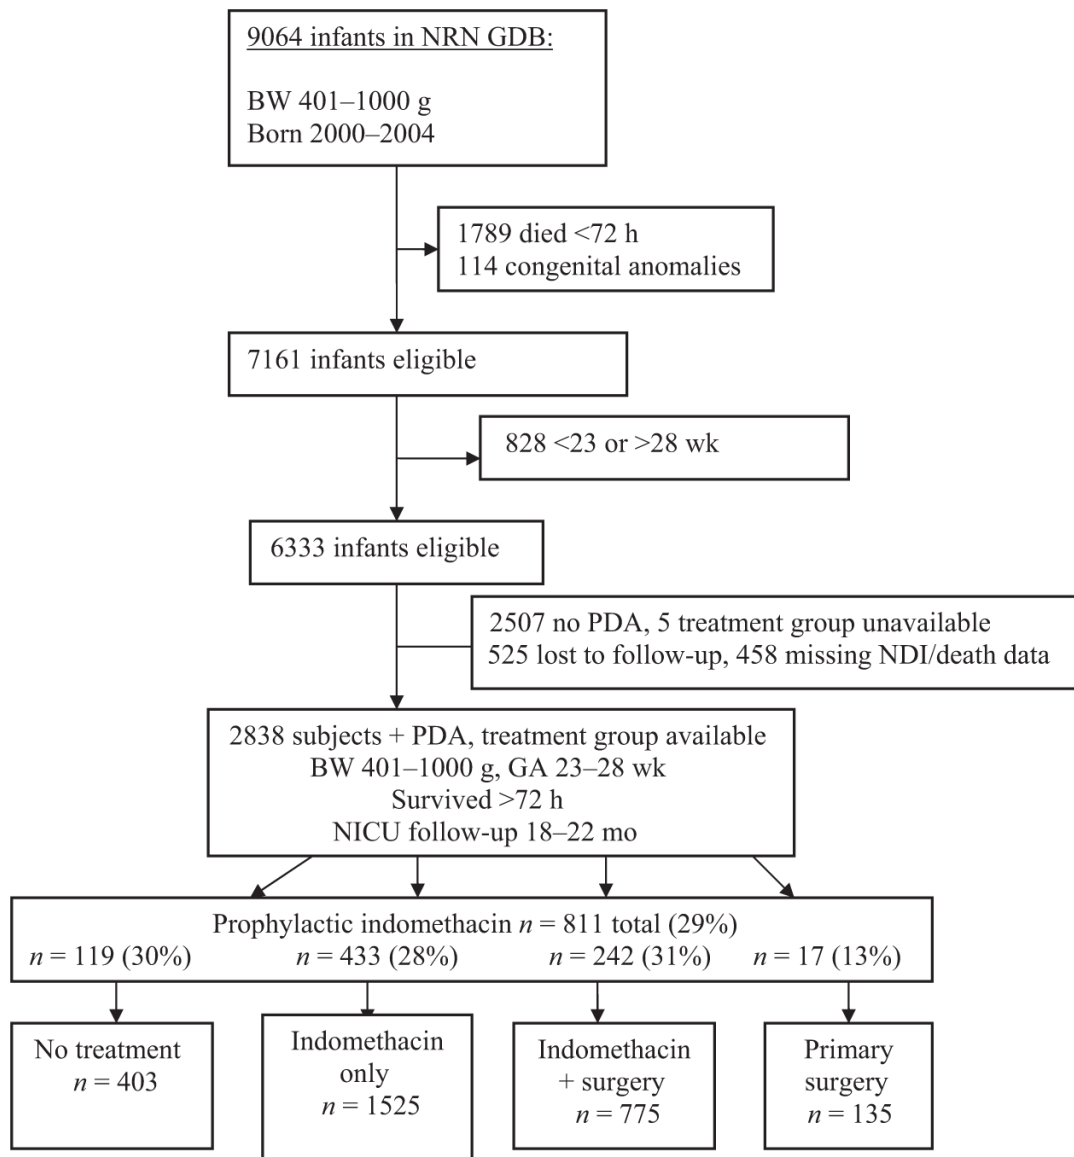 9064 infants in NRN GDB:
BW 401–1000 g
Born 2000–2004
1789 died <72 h
114 congenital anomalies
7161 infants eligible
828 <23 or >28 wk
6333 infants eligible
2507 no PDA, 5 treatment group unavailable
525 lost to follow-up, 458 missing NDI/death data
2838 subjects + PDA, treatment group available
BW 401–1000 g, GA 23–28 wk
Survived >72 h
NICU follow-up 18–22 mo
Prophylactic indomethacin n = 811 total (29%)
n = 119 (30%) n = 433 (28%) n = 242 (31%) n = 17 (13%)
No treatment
n = 403
Indomethacin
only
n = 1525
Indomethacin
+ surgery
n = 775
Primary
surgery
n = 135